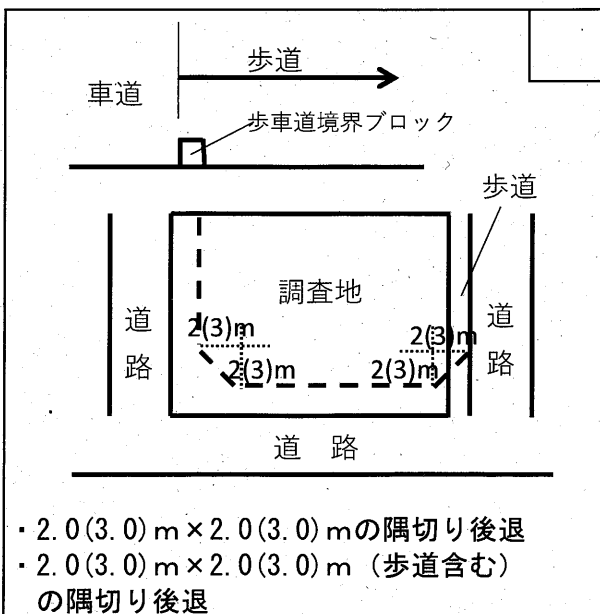 歩道
車道
歩車道境界ブロック
歩道
調査地
道路
2(3)m
2(3)m
2(3)m
2(3)m
道路
道 路
・2.0(3.0)m×2.0(3.0)mの隅切り後退
・2.0(3.0)m×2.0(3.0)m(歩道含む)
の隅切り後退